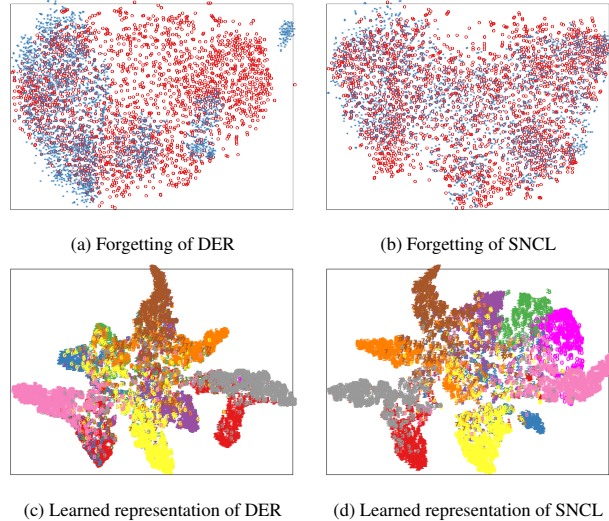 (a) Forgetting of DER
(b) Forgetting of SNCL
(c) Learned representation of DER
(d) Learned representation of SNCL